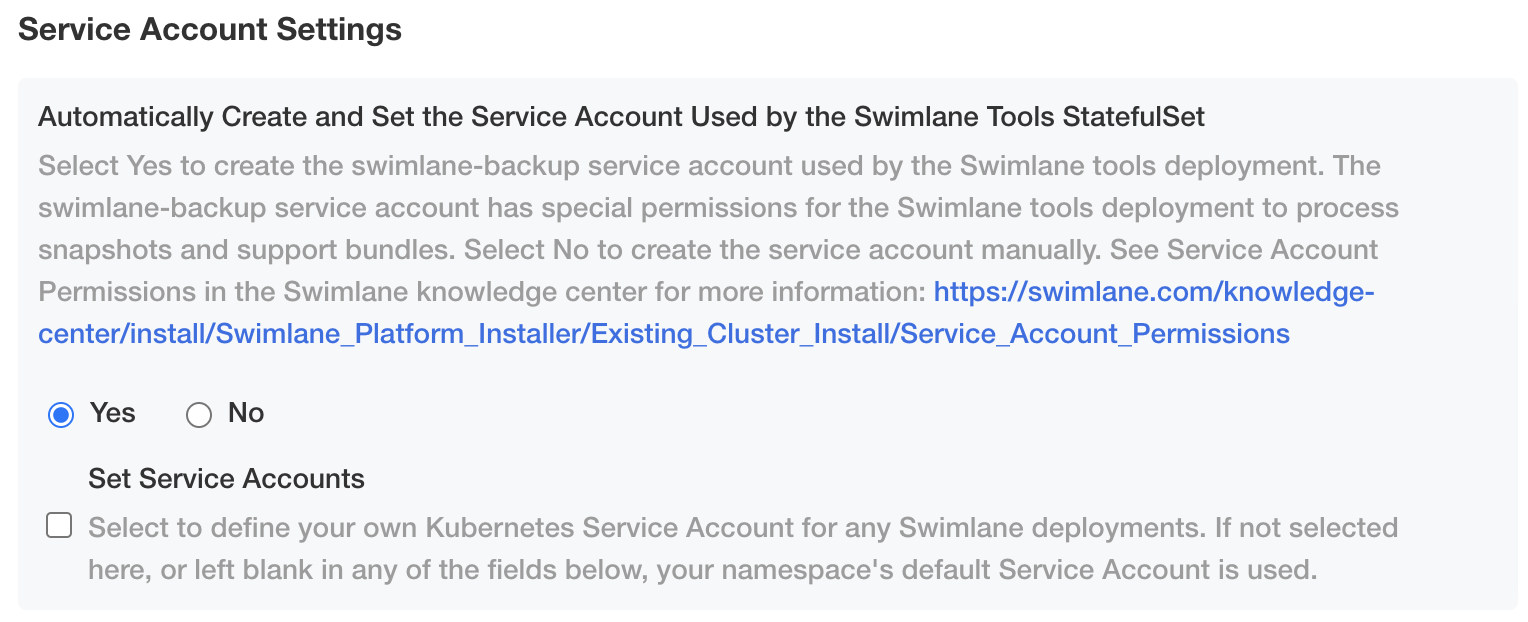 Service Account Settings
Automatically Create and Set the Service Account Used by the Swimlane Tools StatefulSet
Select Yes to create the swimlane-backup service account used by the Swimlane tools deployment. The
swimlane-backup service account has special permissions for the Swimlane tools deployment to process
snapshots and support bundles. Select No to create the service account manually. See Service Account
Permissions in the Swimlane knowledge center for more information: https://swimlane.com/knowledge-
center/install/Swimlane_Platform_Installer/Existing_Cluster_Install/Service_Account_Permissions
Yes No
Set Service Accounts
Select to define your own Kubernetes Service Account for any Swimlane deployments. If not selected
here, or left blank in any of the fields below, your namespace's default Service Account is used.